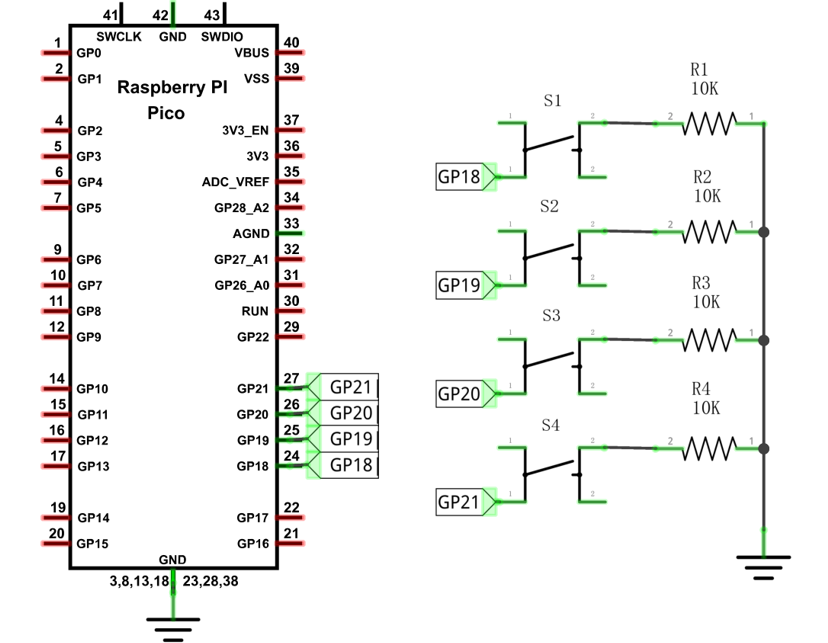 41 42 43
SWCLK GND SWDIO
1 GP0 VBUS 40
2 GP1 VSS 39
Raspberry PI
Pico
4 GP2 3V3_EN 37
5 GP3 3V3 36
6 GP4 ADC_VREF 35
7 GP5 GP28_A2 34
AGND 33
9 GP6 GP27_A1 32
10 GP7 GP26_A0 31
11 GP8 RUN 30
12 GP9 GP22 29
14 GP10 GP21 27 GP21
15 GP11 GP20 26 GP20
16 GP12 GP19 25 GP19
17 GP13 GP18 24 GP18
19 GP14 GP17 22
20 GP15 GP16 21
GND
3,8,13,18 23,28,38
R1
10K
S1
1 2 2 1
GP18 1 2
R2
10K
S2
1 2 2 1
GP19 1 2
R3
10K
S3
1 2 2 1
GP20 1 2
R4
10K
S4
1 2 2 1
GP21 1 2